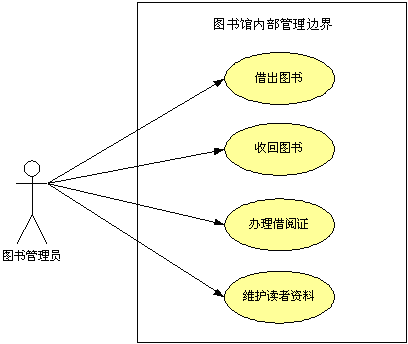 图书馆内部管理边界
借出图书
收回图书
办理借阅证
图书管理员
维护读者资料